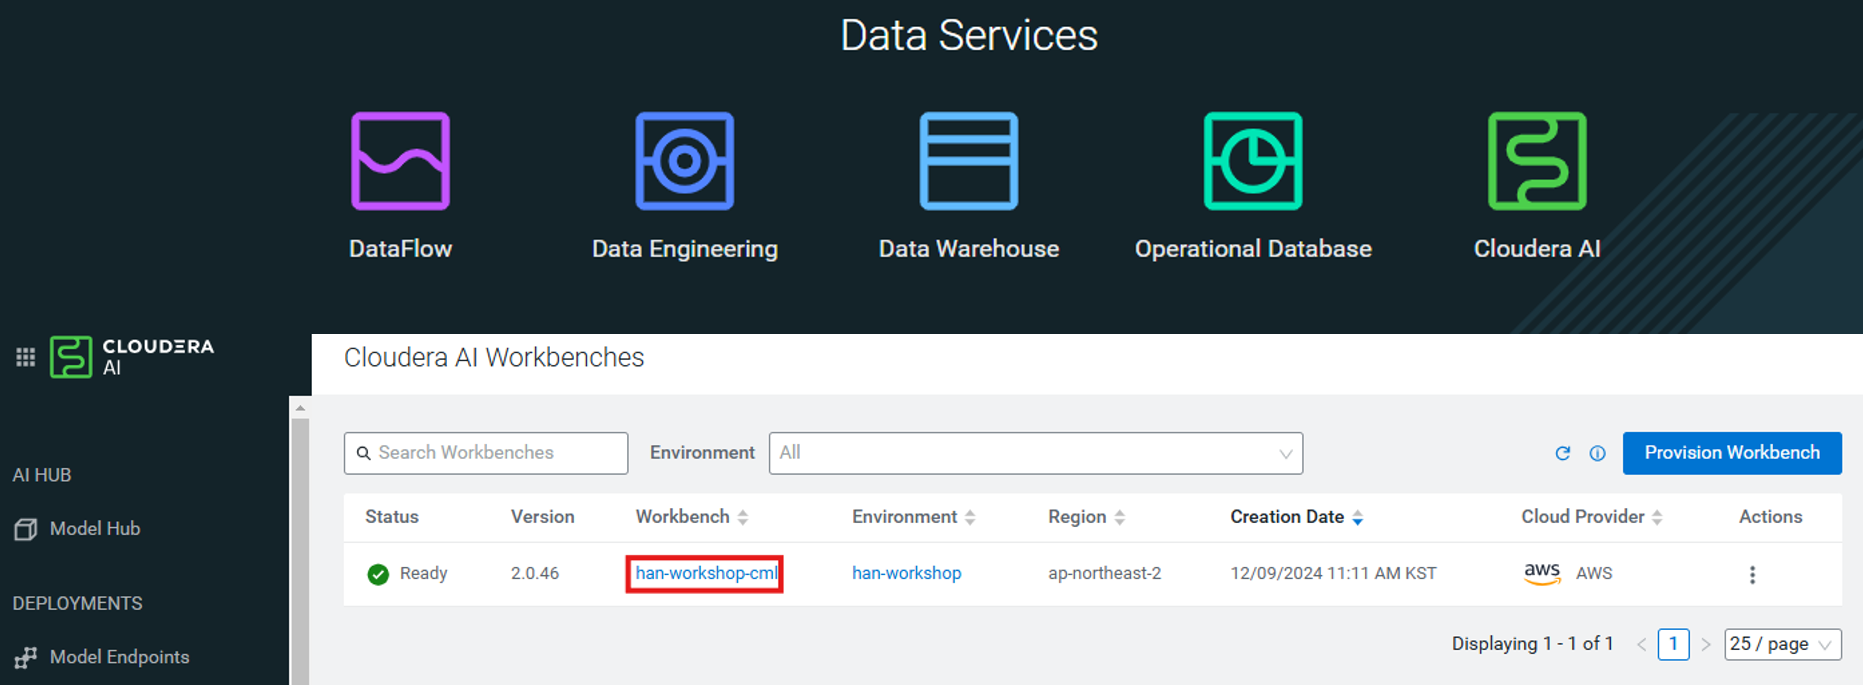 Data Services
DataFlow
Data Engineering
Data Warehouse
Operational Database
Cloudera AI
CLOUDERA
AI
Cloudera AI Workbenches
Search Workbenches
Environment
All
Provision Workbench
AI HUB
Model Hub
DEPLOYMENTS
Model Endpoints
Status Version Workbench Environment Region Creation Date Cloud Provider Actions
Ready 2.0.46 han-workshop-cml han-workshop ap-northeast-2 12/09/2024 11:11 AM KST aws AWS
Displaying 1 - 1 of 1 < 1 > 25 / page